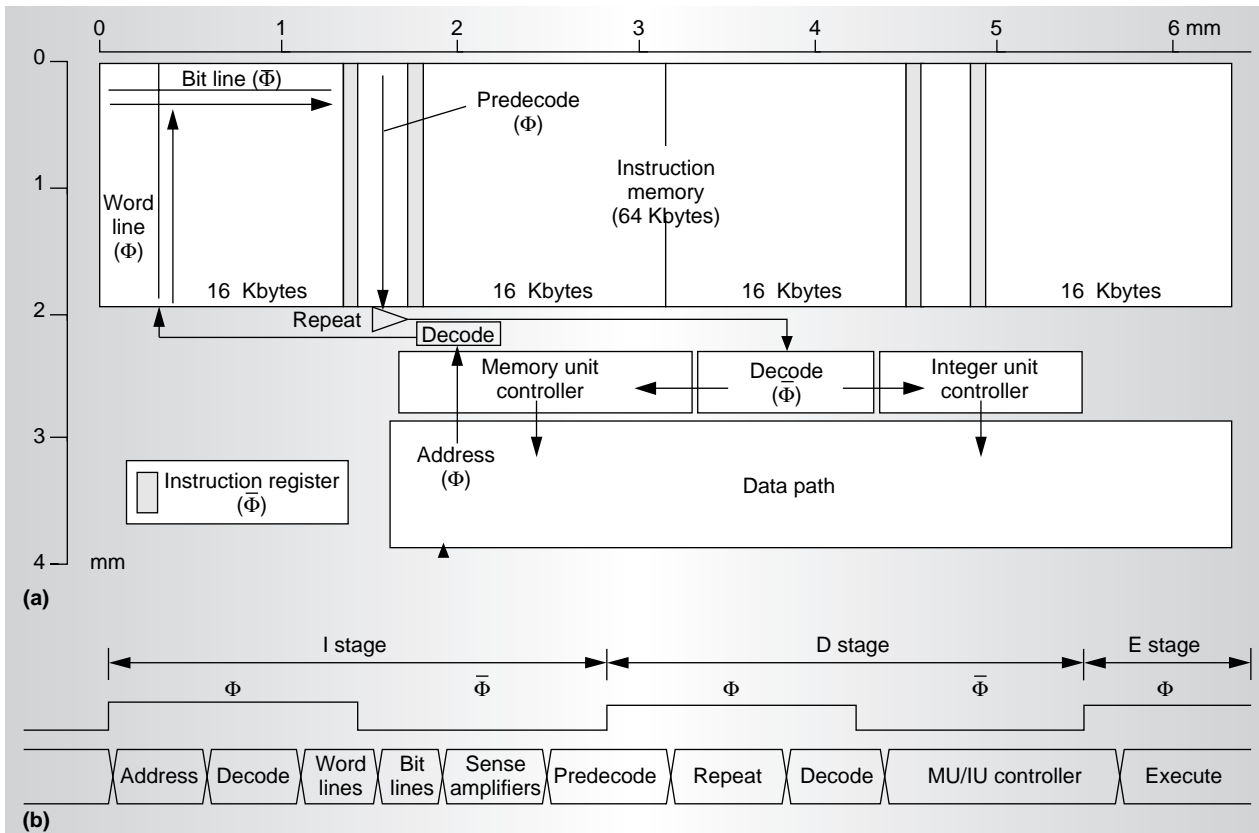 0 1 2 3 4 5 6 mm
0
Bit line (Φ̄)
Predecode
(Φ)
1
Word
line
(Φ)
Instruction
memory
(64 Kbytes)
16 Kbytes 16 Kbytes 16 Kbytes 16 Kbytes
2
Repeat
Decode
Memory unit
controller
Decode
(Φ̄)
Integer unit
controller
3
Address
(Φ)
Data path
Instruction register
(Φ̄)
4 mm
(a)
I stage D stage E stage
Φ Φ̄ Φ Φ̄ Φ
Address Decode Word
lines Bit
lines Sense
amplifiers Predecode Repeat Decode MU/IU controller Execute
(b)